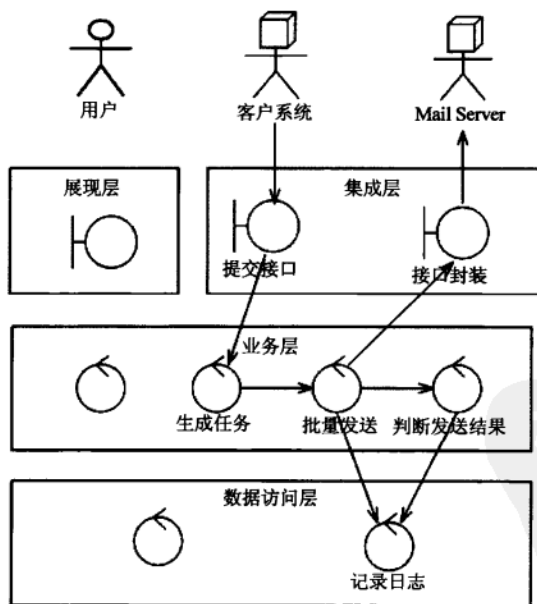 用户
客户系统
Mail Server
展现层
集成层
提交接口
接口封装
业务层
生成任务
批量发送
判断发送结果
数据访问层
记录日志